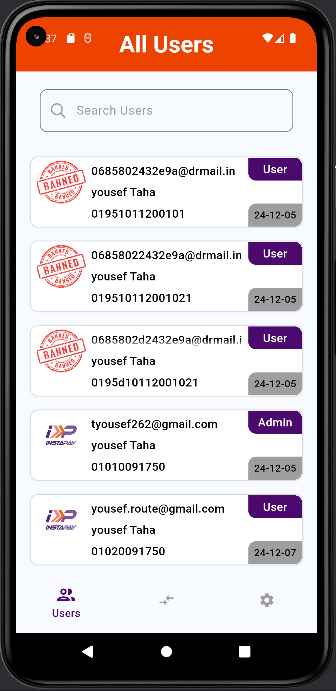 :37
All Users
Search Users
BANNED
0685802432e9a@drmail.in
User
yousef Taha
01951011200101
24-12-05
BANNED
06858022432e9a@drmail.in
User
yousef Taha
019510112001021
24-12-05
BANNED
0685802d2432e9a@drmail.i
User
yousef Taha
0195d10112001021
24-12-05
INSTAPAY
tyousef262@gmail.com
Admin
yousef Taha
01010091750
24-12-05
INSTAPAY
yousef.route@gmail.com
User
yousef Taha
01020091750
24-12-07
Users